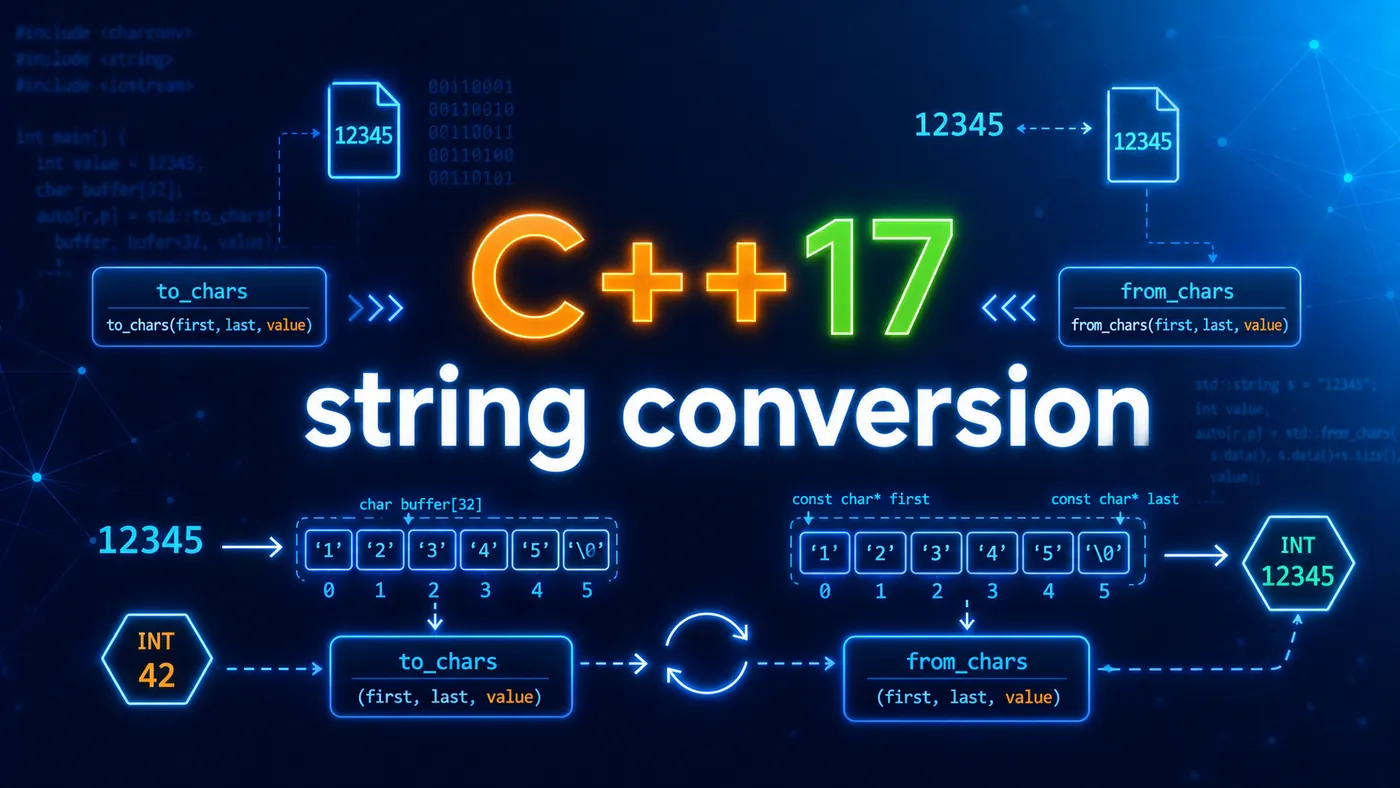 #include <charconv>
#include <string>
#include <iostream>
int main() {
int value = 12345;
char buffer[32];
auto[r,p] = std::to_chars(
value)
}
12345
00110001
00110010
00110011
00110100
00110101
12345
12345
C++17
to_chars
to_chars(first, last, value)
from_chars
from_chars(first, last, value)
string conversion
std::string s = "12345";
int value;
auto[r,p] = std::from_chars(
s.data(), s.data()+s.size(),
value);
char buffer[32]
const char* first
const char* last
12345
'1' '2' '3' '4' '5' '\0'
0 1 2 3 4 5
'1' '2' '3' '4' '5' '\0'
0 1 2 3 4 5
INT
12345
INT
42
to_chars
(first, last, value)
from_chars
(first, last, value)